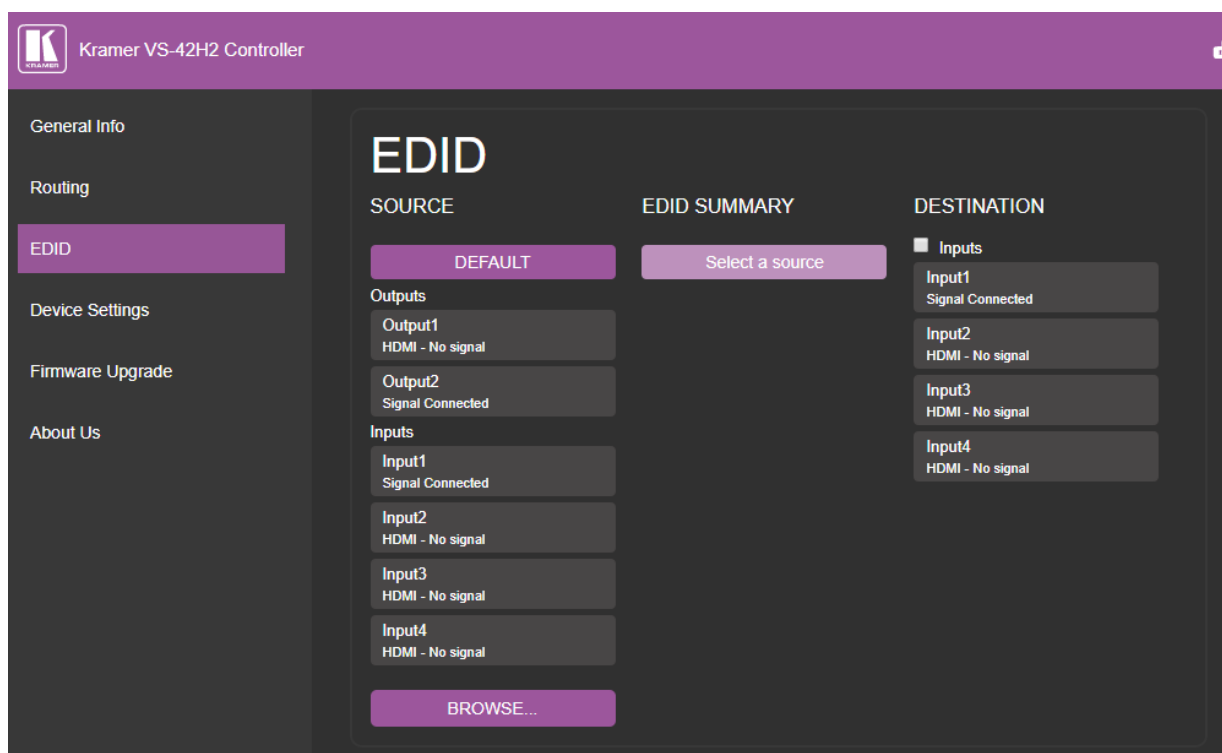 KRAMER
Kramer VS-42H2 Controller
General Info
Routing
EDID
Device Settings
Firmware Upgrade
About Us
EDID
SOURCE
DEFAULT
Outputs
Output1
HDMI - No signal
Output2
Signal Connected
Inputs
Input1
Signal Connected
Input2
HDMI - No signal
Input3
HDMI - No signal
Input4
HDMI - No signal
BROWSE...
EDID SUMMARY
Select a source
DESTINATION
Inputs
Input1
Signal Connected
Input2
HDMI - No signal
Input3
HDMI - No signal
Input4
HDMI - No signal